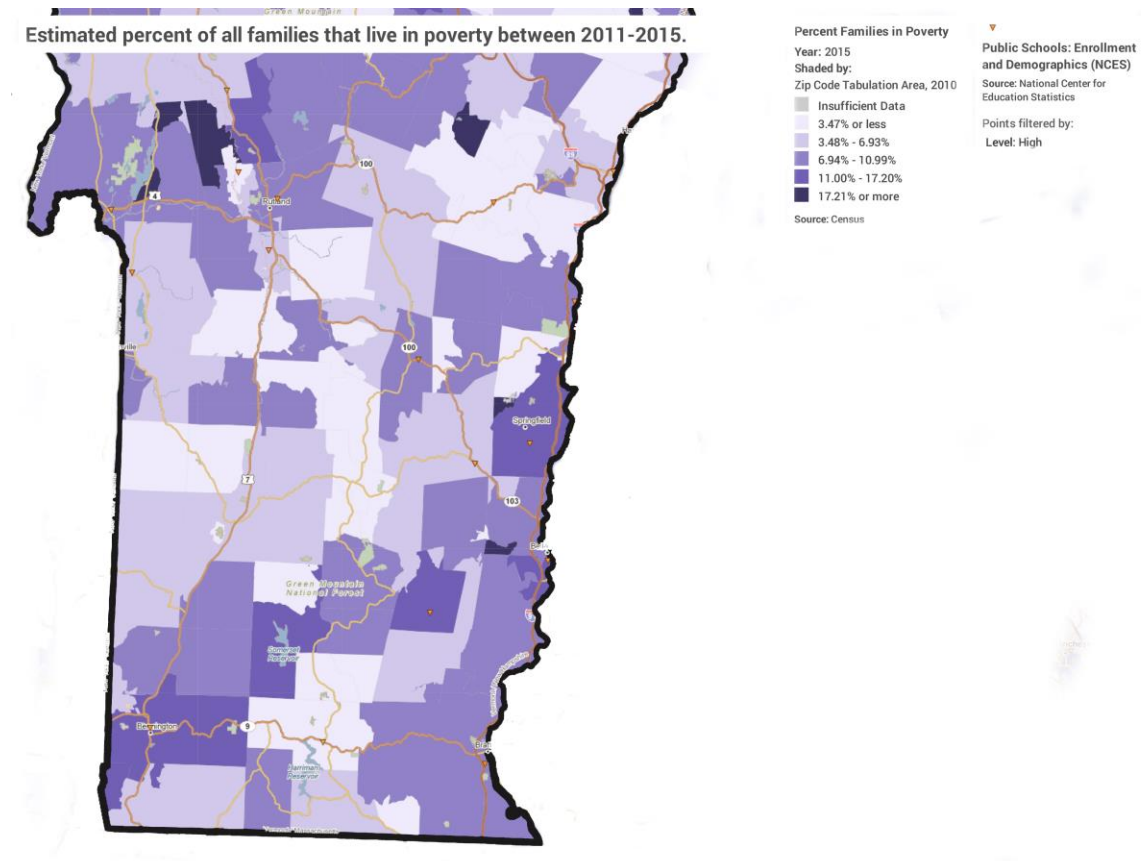 Green Mountain
Estimated percent of all families that live in poverty between 2011-2015.
Percent Families in Poverty
Year: 2015
Shaded by:
Zip Code Tabulation Area, 2010
Insufficient Data
3.47% or less
3.48% - 6.93%
6.94% - 10.99%
11.00% - 17.20%
17.21% or more
Source: Census
Public Schools: Enrollment
and Demographics (NCES)
Source: National Center for
Education Statistics
Points filtered by:
Level: High
100
4
Rutland
ville
100
Springfield
7
103
Green Mountain
National Forest
Somerset
Reservoir
Bennington
9
Harriman
Reservoir